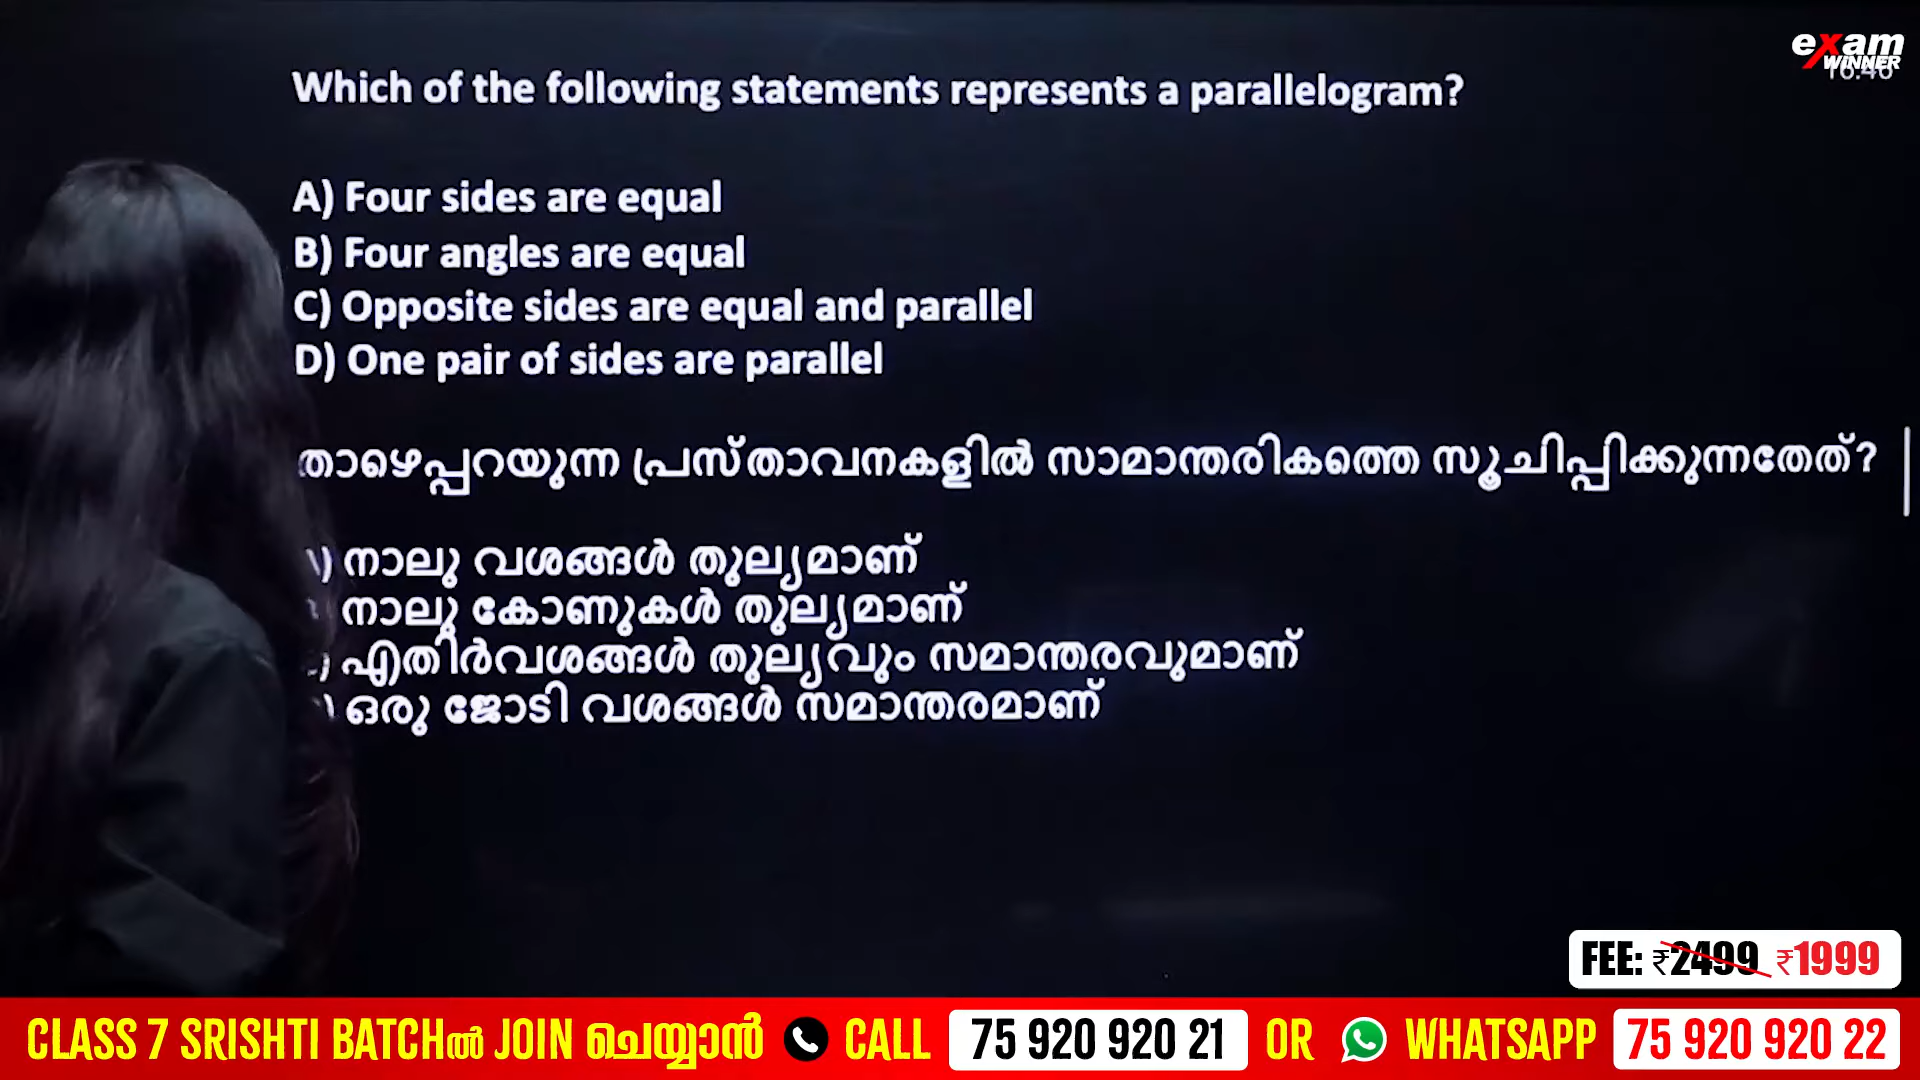 exam
WINNER
Which of the following statements represents a parallelogram?
A) Four sides are equal
B) Four angles are equal
C) Opposite sides are equal and parallel
D) One pair of sides are parallel
താഴെപ്പറയുന്ന പ്രസ്താവനകളിൽ സാമാന്തരികത്തെ സൂചിപ്പിക്കുന്നതേത്?
നാലു വശങ്ങൾ തുല്യമാണ്
നാലു കോണുകൾ തുല്യമാണ്
എതിർവശങ്ങൾ തുല്യവും സമാന്തരവുമാണ്
ഒരു ജോടി വശങ്ങൾ സമാന്തരമാണ്
FEE: ₹2499 ₹1999
CLASS 7 SRISHTI BATCHൽ JOIN ചെയ്യാൻ CALL 75 920 920 21 OR WHATSAPP 75 920 920 22